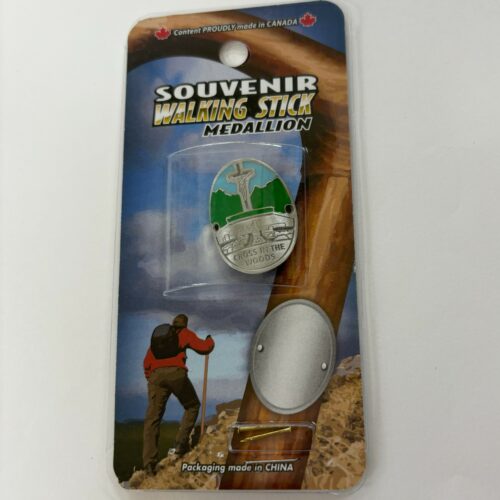 Content PROUDLY made in CANADA
SOUVENIR
WALKING STICK
MEDALLION
CROSS IN THE
WOODS
Packaging made in CHINA